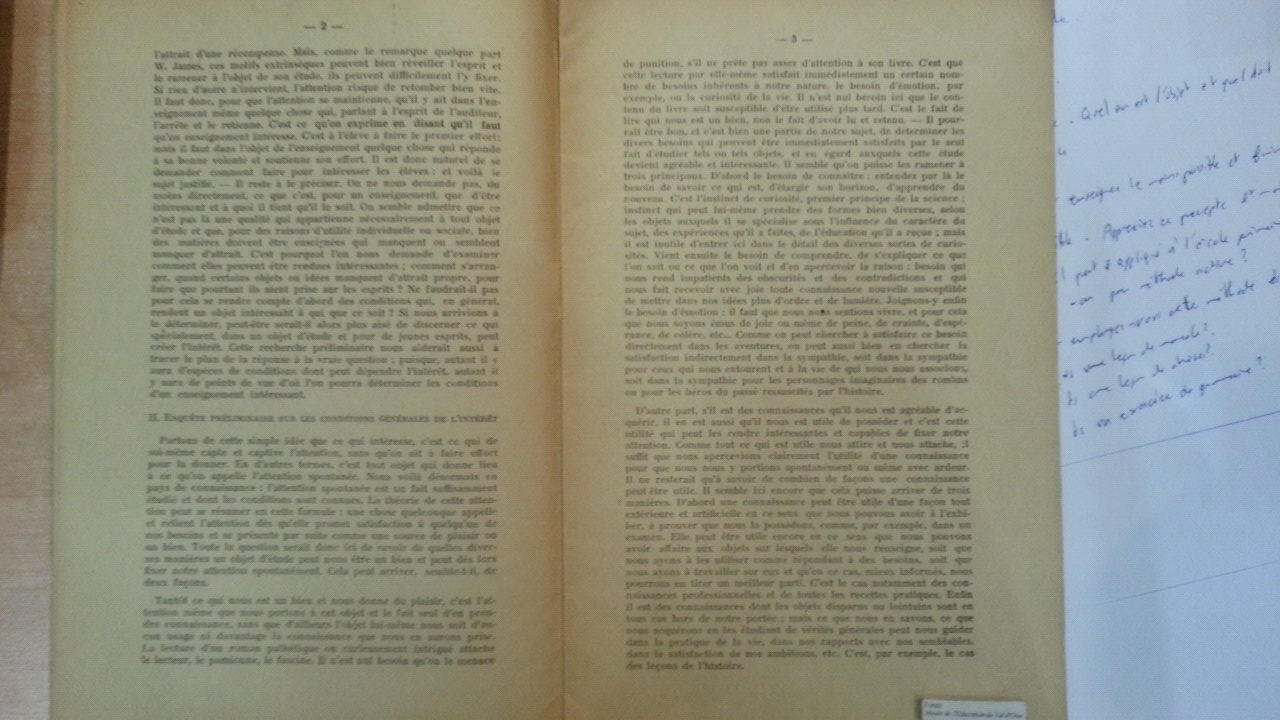 — 2 —
l'attrait d'une récompense. Mais, comme le remarque quelque part
W. James, ces motifs extrinsèques peuvent bien réveiller l'esprit et
le ramener à l'objet de son étude, ils peuvent difficilement l'y fixer.
Si rien d'autre n'intervient, l'attention risque de retomber bien vite.
Il faut donc, pour que l'attention se maintienne, qu'il y ait dans l'en-
seignement même quelque chose qui, parlant à l'esprit de l'auditeur,
l'arrête et le retienne. C'est ce qu'on exprime en disant qu'il faut
qu'un enseignement intéresse. C'est à l'élève à faire le premier effort;
mais il faut dans l'objet de l'enseignement quelque chose qui réponde
à sa bonne volonté et soutienne son effort. Il est donc naturel de se
demander comment faire pour intéresser les élèves : et voilà le
sujet justifié. — Il reste à le préciser. On ne nous demande pas, du
moins directement, ce que c'est, pour un enseignement, que d'être
intéressant et à quoi il tient qu'il le soit. On semble admettre que ce
n'est pas là une qualité qui appartienne nécessairement à tout objet
d'étude et que, pour des raisons d'utilité individuelle ou sociale, bien
des matières doivent être enseignées qui manquent ou semblent
manquer d'attrait. C'est pourquoi l'on nous demande d'examiner
comment elles peuvent être rendues intéressantes ; comment s'arran-
ger, quand certains objets ou idées manquent d'attrait propre, pour
faire que pourtant ils aient prise sur les esprits ? Ne faudrait-il pas
pour cela se rendre compte d'abord des conditions qui, en général,
rendent un objet intéressant à qui que ce soit ? Si nous arrivions à
le déterminer, peut-être serait-il alors plus aisé de discerner ce qui
spécialement, dans un objet d'étude et pour de jeunes esprits, peut
créer l'intérêt. Cette recherche préliminaire nous aiderait aussi à
tracer le plan de la réponse à la vraie question ; puisque, autant il y
aura d'espèces de conditions dont peut dépendre l'intérêt, autant il
y aura de points de vue d'où l'on pourra déterminer les conditions
d'un enseignement intéressant.
II. Enquête préliminaire sur les conditions générales de l'intérêt
Partons de cette simple idée que ce qui intéresse, c'est ce qui de
soi-même capte et captive l'attention, sans qu'on ait à faire effort
pour la donner. En d'autres termes, c'est tout objet qui donne lieu
à ce qu'on appelle l'attention spontanée. Nous voilà désormais en
pays de connaissance : l'attention spontanée est un fait suffisamment
étudié et dont les conditions sont connues. La théorie de cette atten-
tion peut se résumer en cette formule : une chose quelconque appelle
et retient l'attention dès qu'elle promet satisfaction à quelqu'un de
nos besoins et se présente par suite comme une source de plaisir ou
un bien. Toute la question serait donc ici de savoir de quelles diver-
ses manières un objet d'étude peut nous être un bien et peut dès lors
fixer notre attention spontanément. Cela peut arriver, semble-t-il, de
deux façons.
Tantôt ce qui nous est un bien et nous donne du plaisir, c'est l'at-
tention même que nous portons à cet objet et le fait seul d'en pren-
dre connaissance, sans que d'ailleurs l'objet lui-même nous soit d'au-
cun usage ni davantage la connaissance que nous en aurons prise.
La lecture d'un roman pathétique ou curieusement intrigué attache
le lecteur, le passionne, le fascine. Il n'est nul besoin qu'on le menace
— 3 —
de punition, s'il ne prête pas assez d'attention à son livre. C'est que
cette lecture par elle-même satisfait immédiatement un certain nom-
bre de besoins inhérents à notre nature, le besoin d'émotion, par
exemple, ou la curiosité de la vie. Il n'est nul besoin ici que le con-
tenu du livre soit susceptible d'être utilisé plus tard. C'est le fait de
lire qui nous est un bien, non le fait d'avoir lu et retenu. — Il pour-
rait être bon, et c'est bien une partie de notre sujet, de déterminer les
divers besoins qui peuvent être immédiatement satisfaits par le seul
fait d'étudier tels ou tels objets, et en égard auxquels cette étude
devient agréable et intéressante. Il semble qu'on puisse les ramener à
trois principaux. D'abord le besoin de connaître : entendez par là le
besoin de savoir ce qui est, d'élargir son horizon, d'apprendre du
nouveau. C'est l'instinct de curiosité, premier principe de la science ;
instinct qui peut lui-même prendre des formes bien diverses, selon
les objets auxquels il se spécialise sous l'influence du caractère du
sujet, des expériences qu'il a faites, de l'éducation qu'il a reçue ; mais
il est inutile d'entrer ici dans le détail des diverses sortes de curio-
sités. Vient ensuite le besoin de comprendre, de s'expliquer ce que
l'on sait ou ce que l'on voit et d'en apercevoir la raison : besoin qui
nous rend impatients des obscurités et des contradictions et qui
nous fait recevoir avec joie toute connaissance nouvelle susceptible
de mettre dans nos idées plus d'ordre et de lumière. Joignons-y enfin
le besoin d'émotion : il faut que nous nous sentions vivre, et pour cela
que nous soyons émus de joie ou même de peine, de crainte, d'espé-
rance, de colère, etc... Comme on peut chercher à satisfaire ce besoin
directement dans les aventures, on peut aussi bien en chercher la
satisfaction indirectement dans la sympathie, soit dans la sympathie
pour ceux qui nous entourent et à la vie de qui nous nous associons,
soit dans la sympathie pour les personnages imaginaires des romans
ou pour les héros du passé ressuscités par l'histoire.
D'autre part, s'il est des connaissances qu'il nous est agréable d'ac-
quérir, il en est aussi qu'il nous est utile de posséder et c'est cette
utilité qui peut les rendre intéressantes et capables de fixer notre
attention. Comme tout ce qui est utile nous attire et nous attache, il
suffit que nous apercevions clairement l'utilité d'une connaissance
pour que nous nous y portions spontanément ou même avec ardeur.
Il ne resterait qu'à savoir de combien de façons une connaissance
peut être utile. Il semble ici encore que cela puisse arriver de trois
manières. D'abord une connaissance peut être utile d'une façon tout
extérieure et artificielle en ce sens que nous pouvons avoir à l'exhi-
ber, à prouver que nous la possédons, comme, par exemple, dans un
examen. Elle peut être utile encore en ce sens que nous pouvons
avoir affaire aux objets sur lesquels elle nous renseigne, soit que
nous ayons à les utiliser comme répondant à des besoins, soit que
nous ayons à travailler sur eux et qu'en ce cas, mieux informés, nous
pourrons en tirer un meilleur parti. C'est le cas notamment des con-
naissances professionnelles et de toutes les recettes pratiques. Enfin
il est des connaissances dont les objets disparus ou lointains sont en
tous cas hors de notre portée ; mais ce que nous en savons, ce que
nous acquérons en les étudiant de vérités générales peut nous guider
dans la pratique de la vie, dans nos rapports avec nos semblables,
dans la satisfaction de nos ambitions, etc. C'est, par exemple, le cas
des leçons de l'histoire.
Musée de l'Education du Val d'Oise
Quel en est l'objet et quel doit
enseigner le moins possible et faire
Appréciez ce precepte
peut s'appliquer à l'école primaire
par méthode active ?
employez-vous cette méthode
une leçon de morale ?
une leçon de choses ?
un exercice de grammaire ?